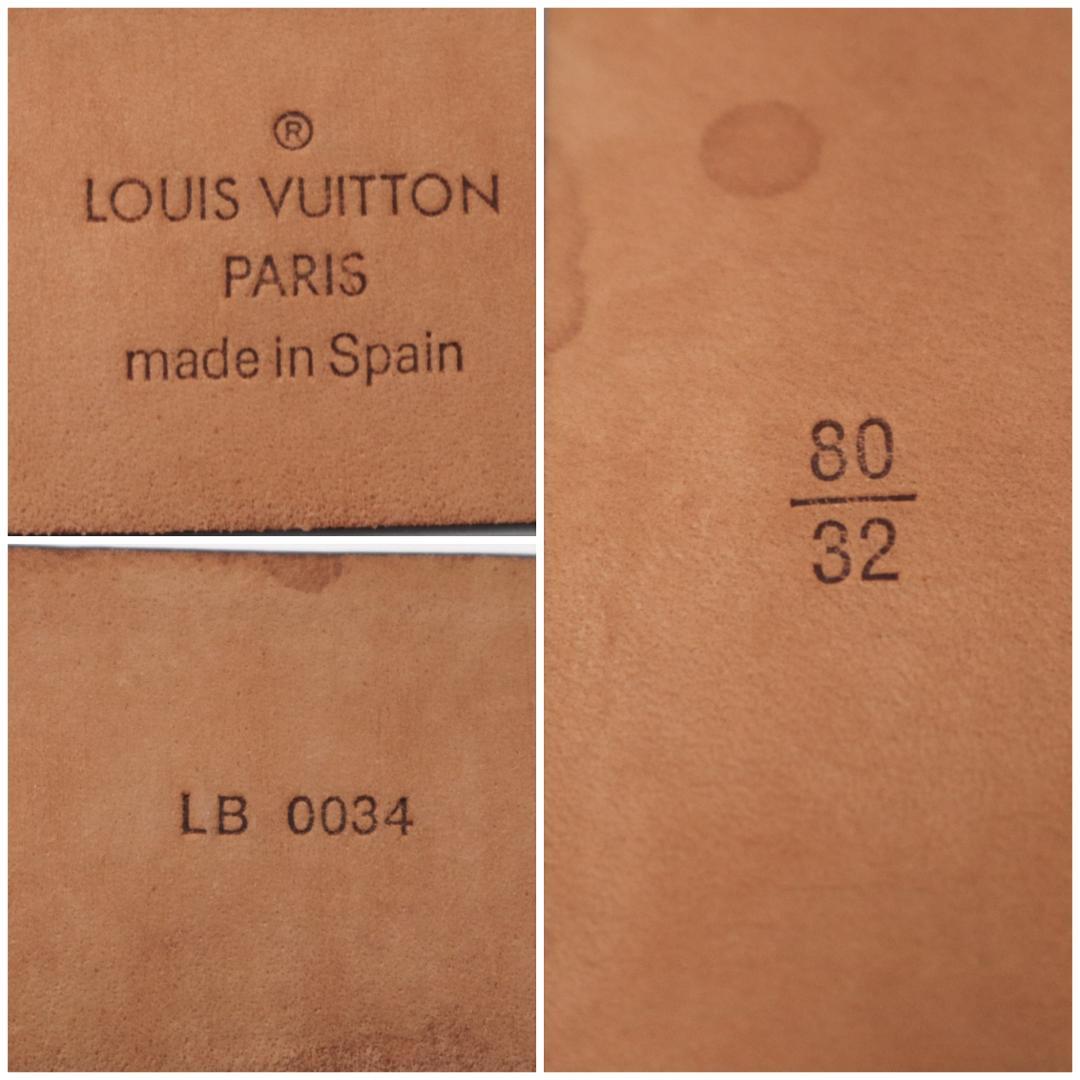 ®
LOUIS VUITTON
PARIS
made in Spain
LB 0034
80
32